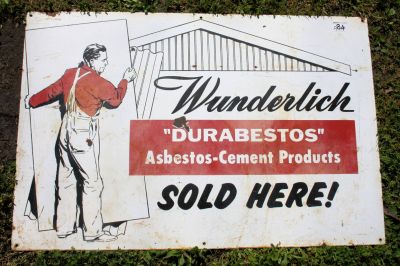 Wunderlich
"DURABESTOS"
Asbestos-Cement Products
SOLD HERE!